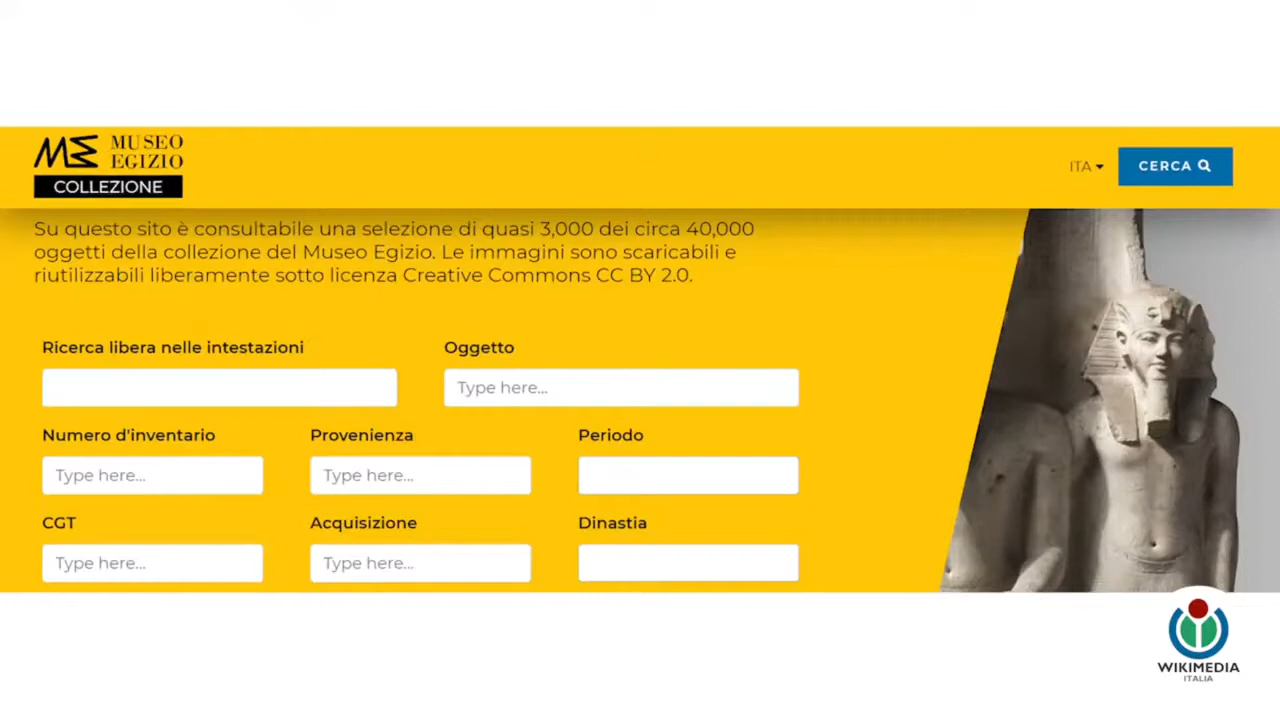 MUSEO
EGIZIO
COLLEZIONE
ITA
CERCA
Su questo sito è consultabile una selezione di quasi 3,000 dei circa 40,000
oggetti della collezione del Museo Egizio. Le immagini sono scaricabili e
riutilizzabili liberamente sotto licenza Creative Commons CC BY 2.0.
Ricerca libera nelle intestazioni
Oggetto
Type here...
Numero d'inventario
Provenienza
Periodo
Type here...
Type here...
CGT
Acquisizione
Dinastia
Type here...
Type here...
WIKIMEDIA
ITALIA